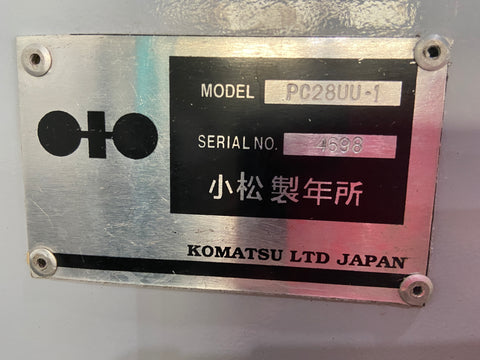 MODEL PC28UU-1
SERIAL NO. 4698
小松製年所
KOMATSU LTD JAPAN